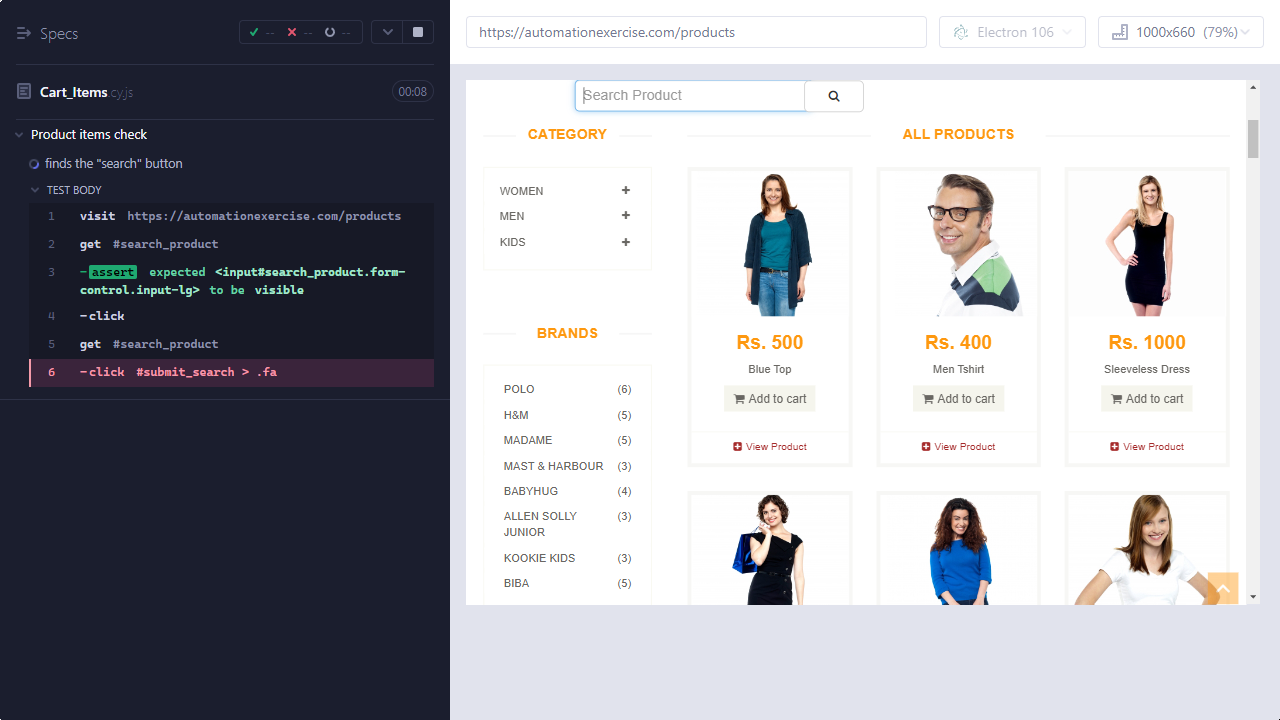 Specs
-- -- --
Cart_Items.cy.js 00:08
Product items check
finds the "search" button
TEST BODY
1 visit https://automationexercise.com/products
2 get #search_product
3 -assert expected <input#search_product.form-
control.input-lg> to be visible
4 -click
5 get #search_product
6 -click #submit_search > .fa
https://automationexercise.com/products
Electron 106
1000x660 (79%)
Search Product
CATEGORY
WOMEN
MEN
KIDS
BRANDS
POLO (6)
H&M (5)
MADAME (5)
MAST & HARBOUR (3)
BABYHUG (4)
ALLEN SOLLY (3)
JUNIOR
KOOKIE KIDS (3)
BIBA (5)
ALL PRODUCTS
Rs. 500
Blue Top
Add to cart
View Product
Rs. 400
Men Tshirt
Add to cart
View Product
Rs. 1000
Sleeveless Dress
Add to cart
View Product